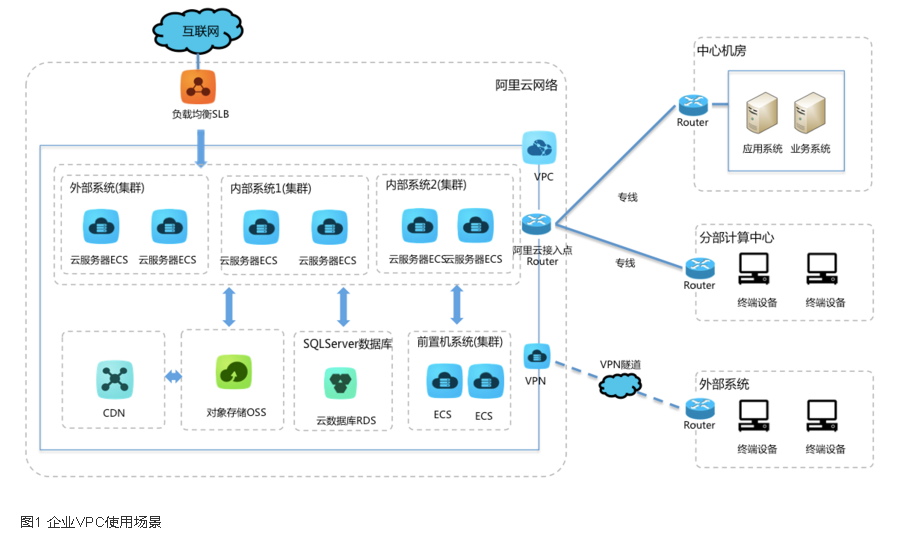 互联网
阿里云网络
负载均衡SLB
VPC
外部系统(集群)
云服务器ECS
云服务器ECS
内部系统1(集群)
云服务器ECS
云服务器ECS
内部系统2(集群)
云服务器ECS
云服务器ECS
阿里云接入点
Router
CDN
对象存储OSS
SQLServer数据库
云数据库RDS
前置机系统(集群)
ECS
ECS
VPN
专线
专线
VPN隧道
中心机房
Router
应用系统
业务系统
分部计算中心
Router
终端设备
终端设备
外部系统
Router
终端设备
终端设备
图1 企业VPC使用场景